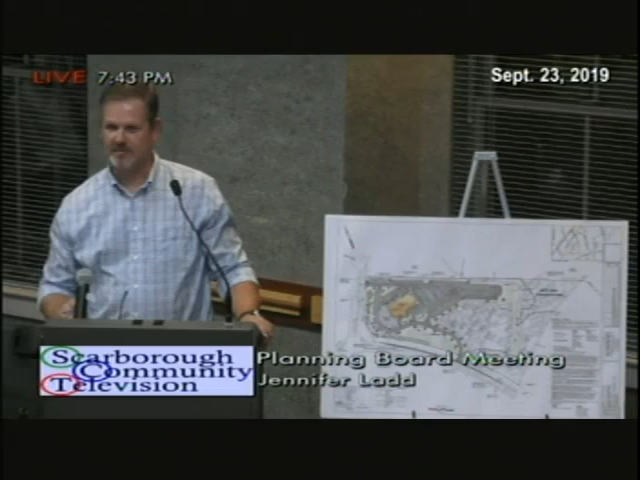 LIVE 7:43 PM
Sept. 23, 2019
Scarborough
Community
Television
Planning Board Meeting
Jennifer Ladd